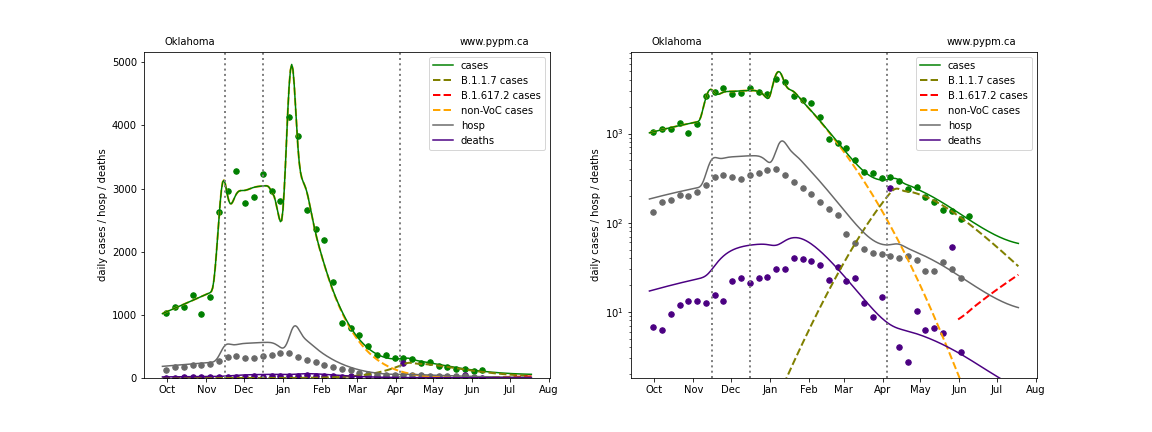 Oklahoma
www.pypm.ca
daily cases / hosp / deaths
5000
4000
3000
2000
1000
0
cases
B.1.1.7 cases
B.1.617.2 cases
non-VoC cases
hosp
deaths
Oct Nov Dec Jan Feb Mar Apr May Jun Jul Aug
Oklahoma
www.pypm.ca
daily cases / hosp / deaths
10³
10²
10¹
cases
B.1.1.7 cases
B.1.617.2 cases
non-VoC cases
hosp
deaths
Oct Nov Dec Jan Feb Mar Apr May Jun Jul Aug